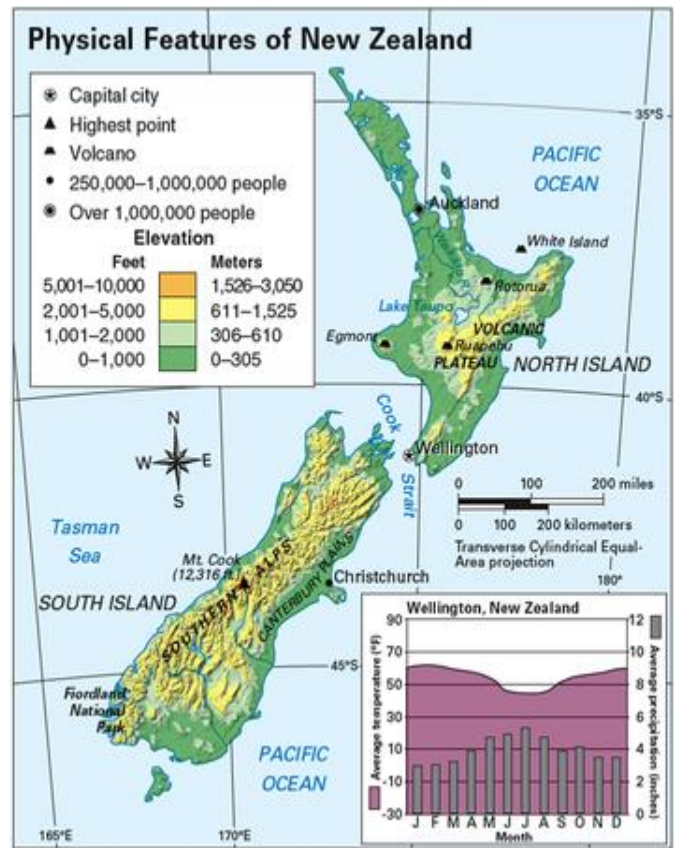 Physical Features of New Zealand
Capital city
Highest point
Volcano
250,000–1,000,000 people
Over 1,000,000 people
Elevation
Feet Meters
5,001–10,000 1,526–3,050
2,001–5,000 611–1,525
1,001–2,000 306–610
0–1,000 0–305
35°S
PACIFIC
OCEAN
Auckland
White Island
Rotorua
Lake Taupo
Egmont
VOLCANIC
Ruapehu
PLATEAU
NORTH ISLAND
40°S
N
W E
S
Cook
Strait
Wellington
0 100 200 miles
0 100 200 kilometers
Transverse Cylindrical Equal-
Area projection
Tasman
Sea
Mt. Cook
(12,316 ft.)
SOUTHERN ALPS
CANTERBURY PLAINS
Christchurch
180°
SOUTH ISLAND
45°S
Fiordland
National
Park
PACIFIC
OCEAN
165°E
170°E
Wellington, New Zealand
Average temperature (°F)
90
70
50
30
10
-10
-30
12
10
8
6
4
2
0
Average precipitation (inches)
J F M A M J J A S O N D
Month